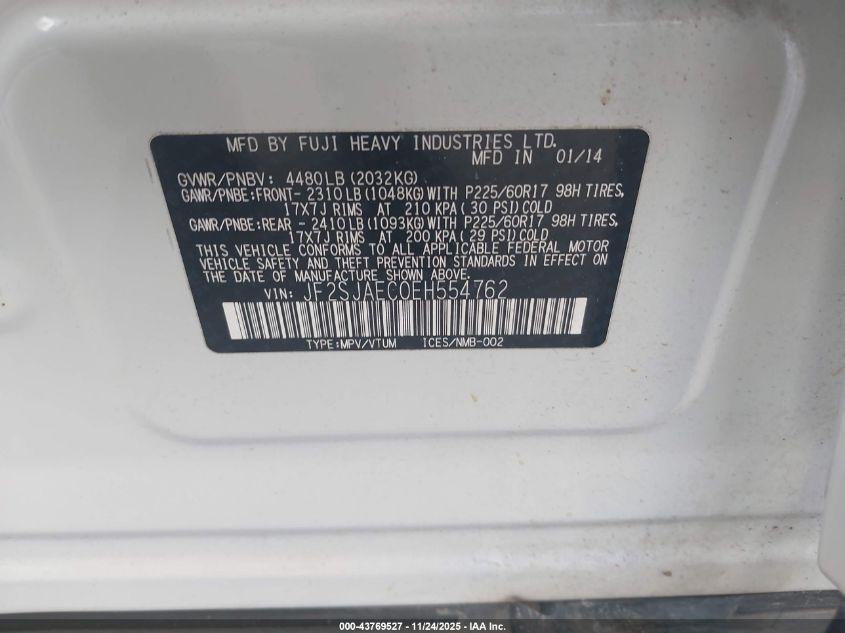 MFD BY FUJI HEAVY INDUSTRIES LTD.
MFD IN 01/14
GVWR/PNBV: 4480LB (2032KG)
GAWR/PNBE:FRONT- 2310LB (1048KG) WITH P225/60R17 98H TIRES,
17X7J RIMS AT 210 KPA ( 30 PSI) COLD
GAWR/PNBE:REAR - 2410LB (1093KG) WITH P225/60R17 98H TIRES,
17X7J RIMS AT 200 KPA ( 29 PSI) COLD
THIS VEHICLE CONFORMS TO ALL APPLICABLE FEDERAL MOTOR
VEHICLE SAFETY AND THEFT PREVENTION STANDARDS IN EFFECT ON
THE DATE OF MANUFACTURE SHOWN ABOVE.
VIN: JF2SJAEC0EH554762
TYPE:MPV/VTUM ICES/NMB-002
000-43769527 - 11/24/2025 - IAA Inc.